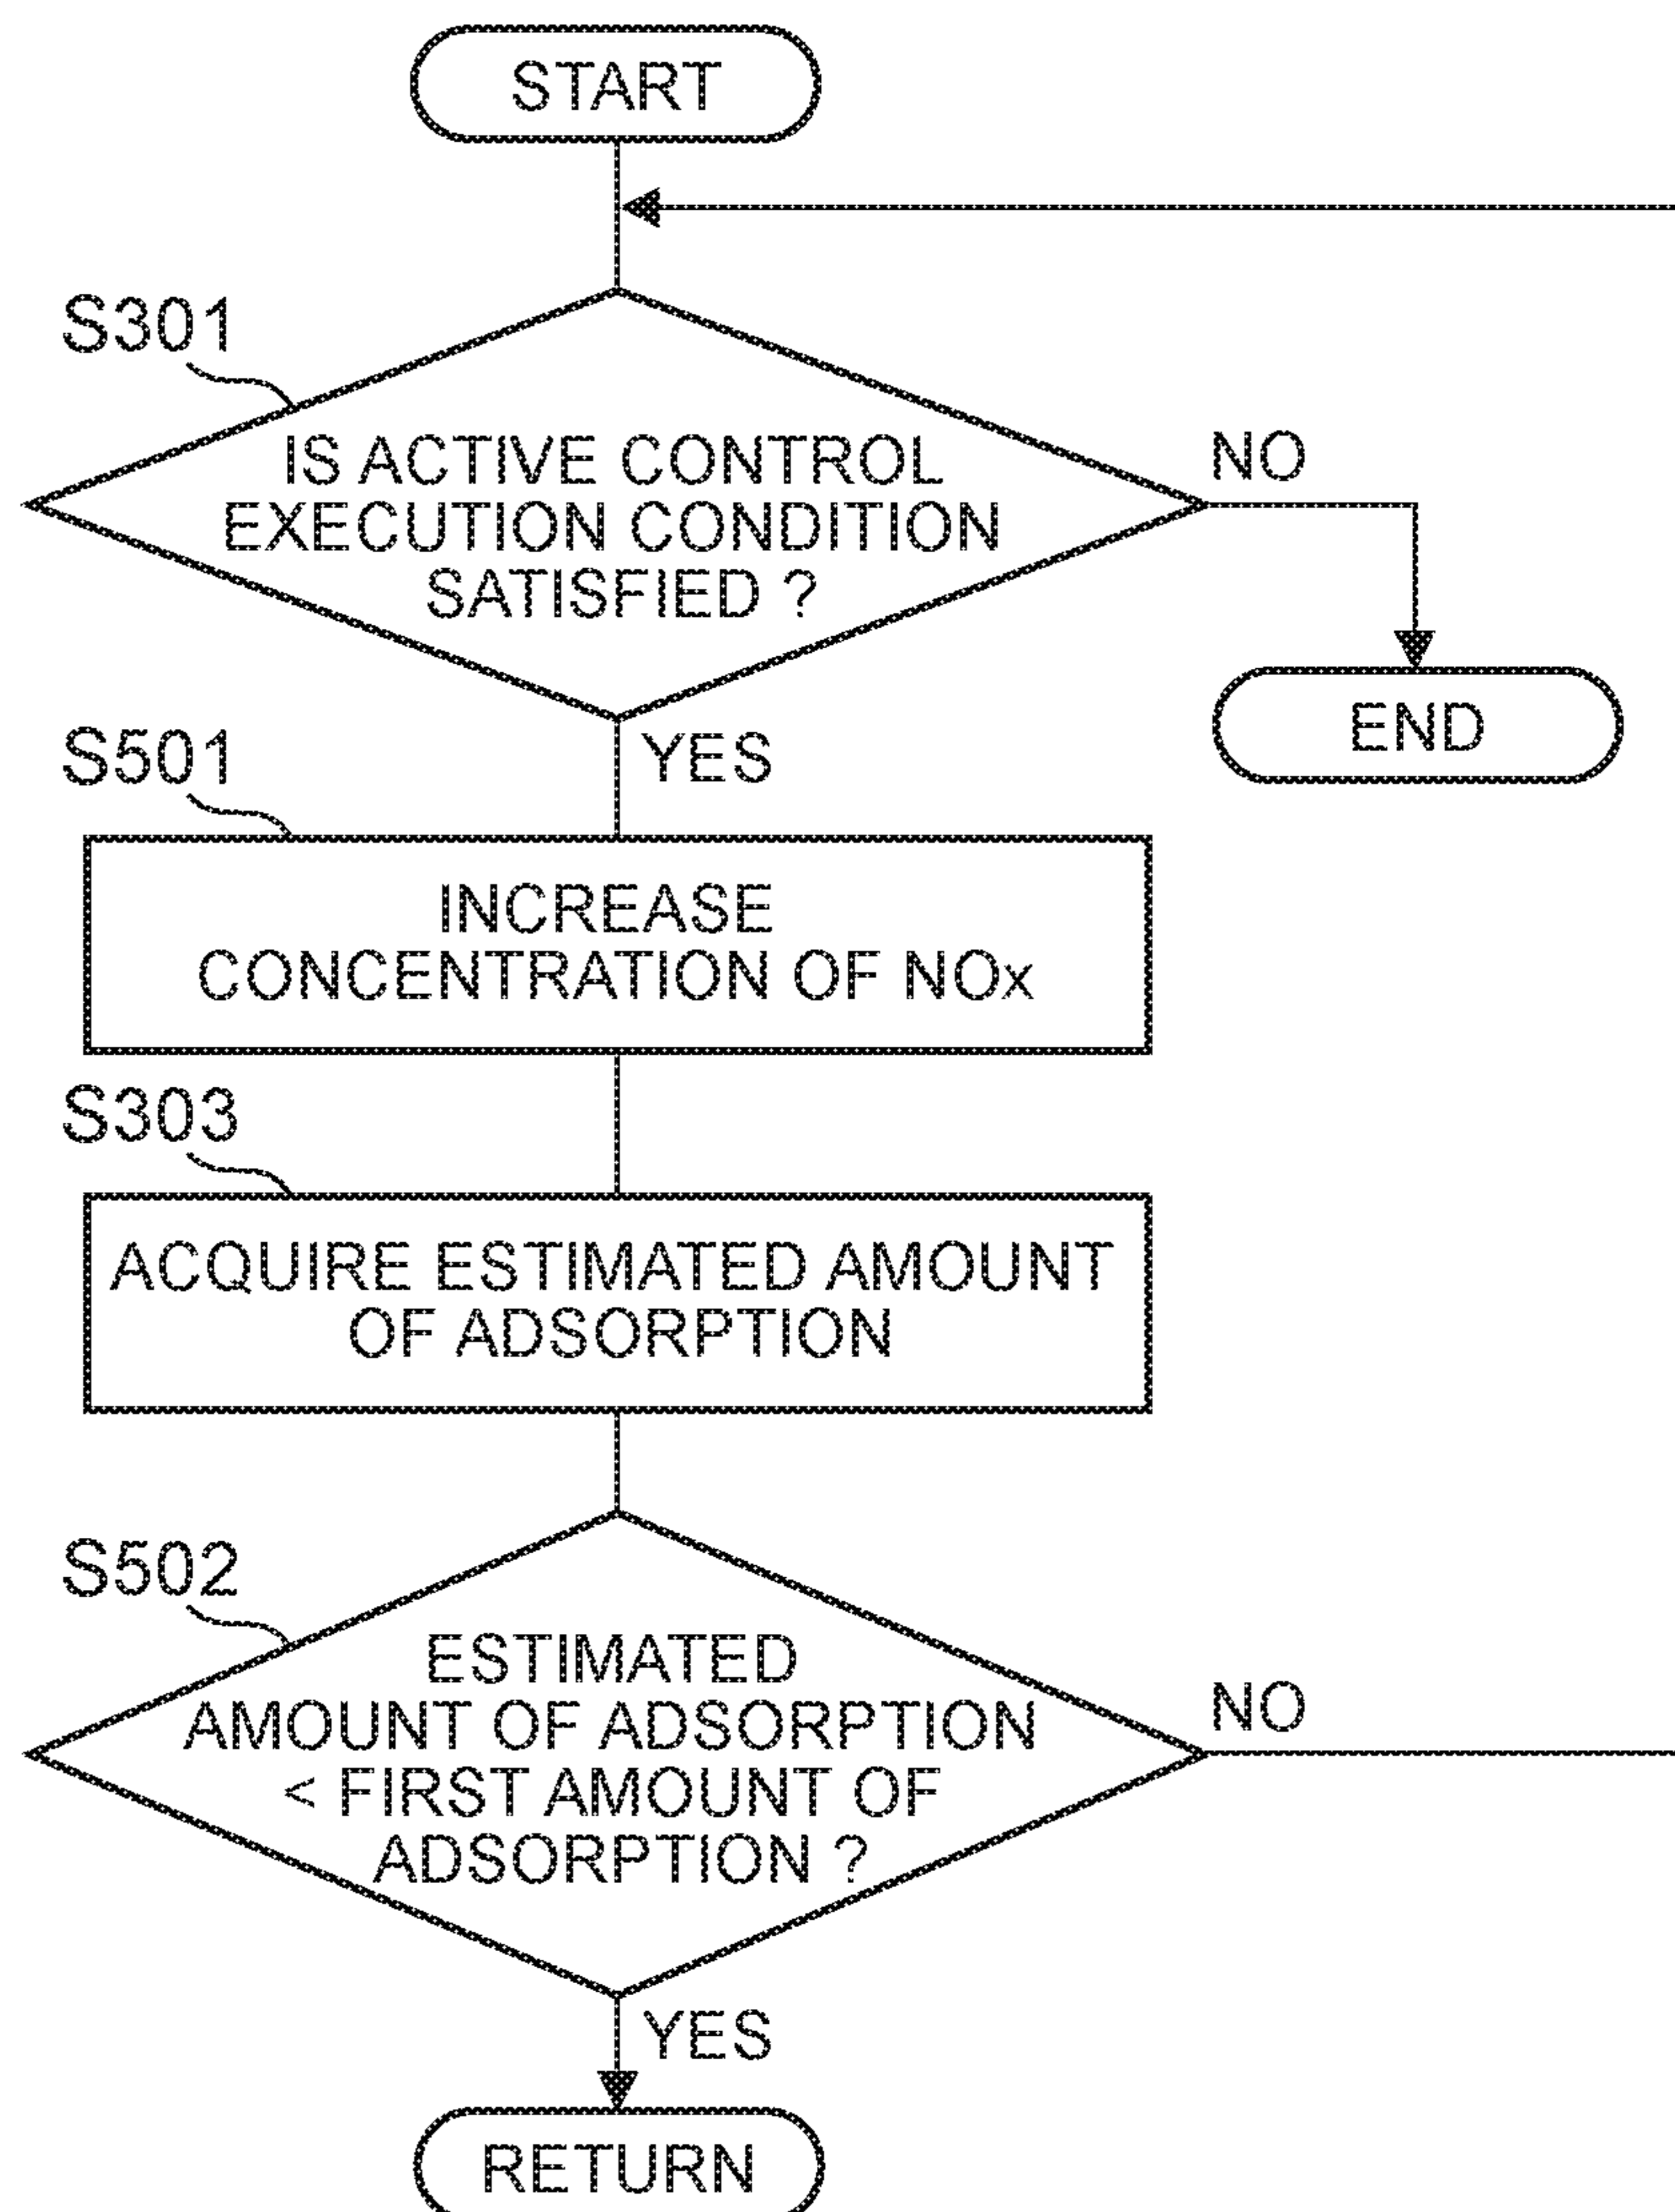 START
S301
IS ACTIVE CONTROL
EXECUTION CONDITION
SATISFIED ?
NO
END
YES
S501
INCREASE
CONCENTRATION OF NOx
S303
ACQUIRE ESTIMATED AMOUNT
OF ADSORPTION
S502
ESTIMATED
AMOUNT OF ADSORPTION
< FIRST AMOUNT OF
ADSORPTION ?
NO
YES
RETURN